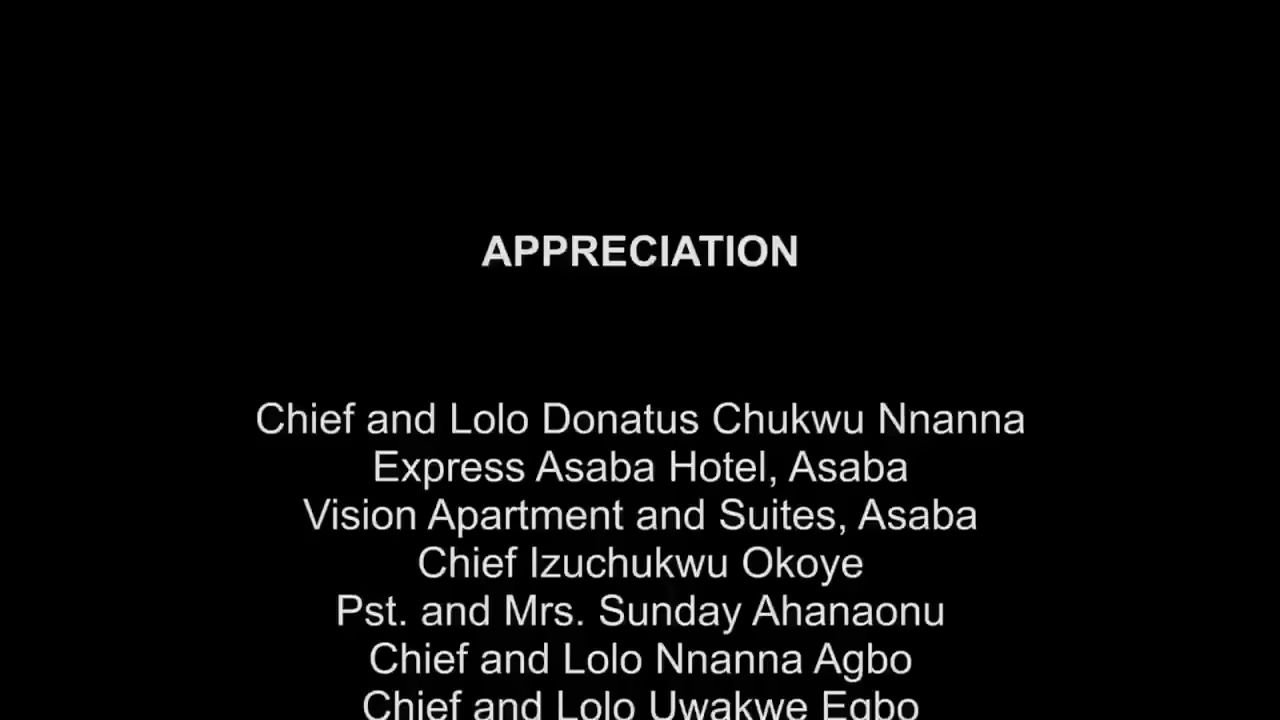 APPRECIATION
Chief and Lolo Donatus Chukwu Nnanna
Express Asaba Hotel, Asaba
Vision Apartment and Suites, Asaba
Chief Izuchukwu Okoye
Pst. and Mrs. Sunday Ahanaonu
Chief and Lolo Nnanna Agbo
Chief and Lolo Uwakwe Egbo